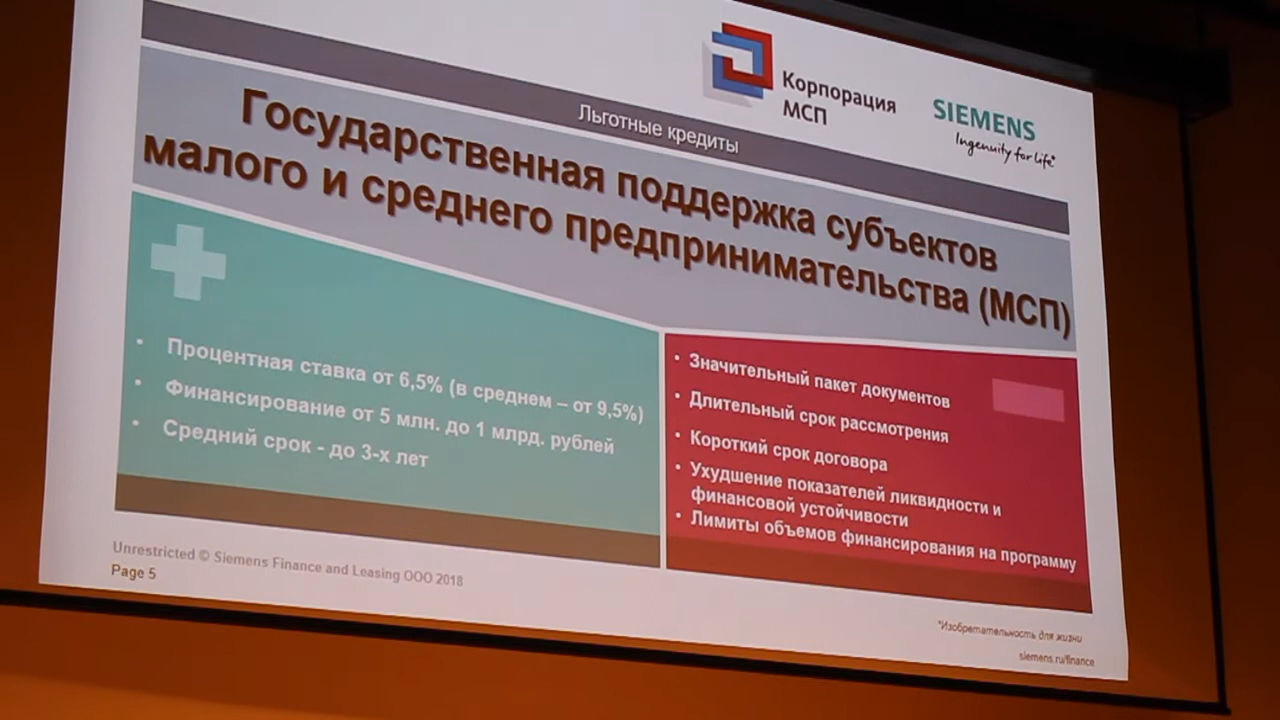 Корпорация
МСП
SIEMENS
Ingenuity for life*
Льготные кредиты
Государственная поддержка субъектов
малого и среднего предпринимательства (МСП)
• Процентная ставка от 6,5% (в среднем – от 9,5%)
• Финансирование от 5 млн. до 1 млрд. рублей
• Средний срок - до 3-х лет
• Значительный пакет документов
• Длительный срок рассмотрения
• Короткий срок договора
• Ухудшение показателей ликвидности и
финансовой устойчивости
• Лимиты объемов финансирования на программу
Unrestricted © Siemens Finance and Leasing ООО 2018
Page 5
*Изобретательность для жизни
siemens.ru/finance